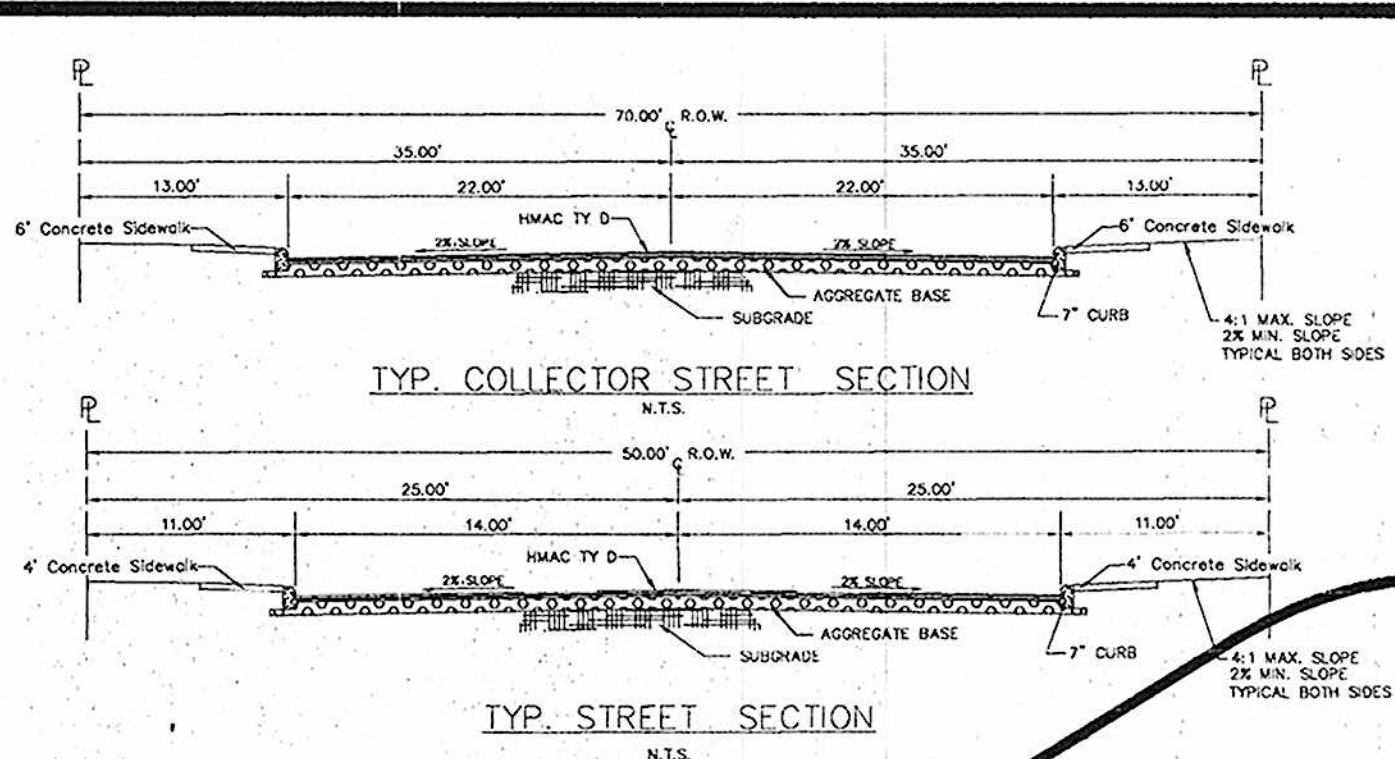 PL PL
70.00' R.O.W.
CL
35.00' 35.00'
13.00' 22.00' 22.00' 13.00'
6' Concrete Sidewalk HMAC TY D 6' Concrete Sidewalk
2% SLOPE 2% SLOPE
AGGREGATE BASE
SUBGRADE 7" CURB 4:1 MAX. SLOPE
2% MIN. SLOPE
TYPICAL BOTH SIDES
TYP. COLLECTOR STREET SECTION
N.T.S.
PL PL
50.00' R.O.W.
CL
25.00' 25.00'
11.00' 14.00' 14.00' 11.00'
4' Concrete Sidewalk HMAC TY D 4' Concrete Sidewalk
2% SLOPE 2% SLOPE
AGGREGATE BASE
SUBGRADE 7" CURB 4:1 MAX. SLOPE
2% MIN. SLOPE
TYPICAL BOTH SIDES
TYP. STREET SECTION
N.T.S.